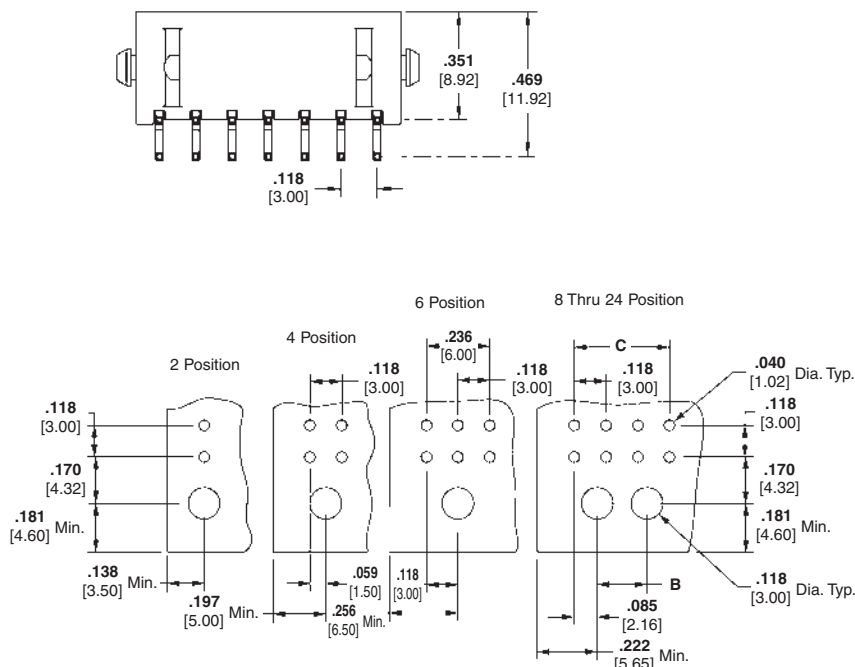 .351
[8.92]
.469
[11.92]
.118
[3.00]
6 Position
8 Thru 24 Position
4 Position
2 Position
.236
[6.00]
C
.118
[3.00]
.118
[3.00]
.118
[3.00]
.040
[1.02] Dia. Typ.
.118
[3.00]
.118
[3.00]
.170
[4.32]
.170
[4.32]
.181
[4.60] Min.
.181
[4.60] Min.
.138
[3.50] Min.
.197
[5.00] Min.
.059
[1.50]
.256
[6.50] Min.
.118
[3.00]
B
.118
[3.00] Dia. Typ.
.085
[2.16]
.222
[5.65] Min.